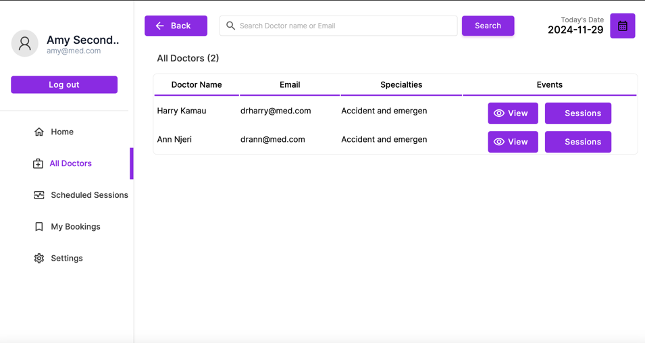 Amy Second..
amy@med.com
Log out
Home
All Doctors
Scheduled Sessions
My Bookings
Settings
Back
Search Doctor name or Email
Search
Today's Date
2024-11-29
All Doctors (2)
Doctor Name Email Specialties Events
Harry Kamau drharry@med.com Accident and emergen View Sessions
Ann Njeri drann@med.com Accident and emergen View Sessions